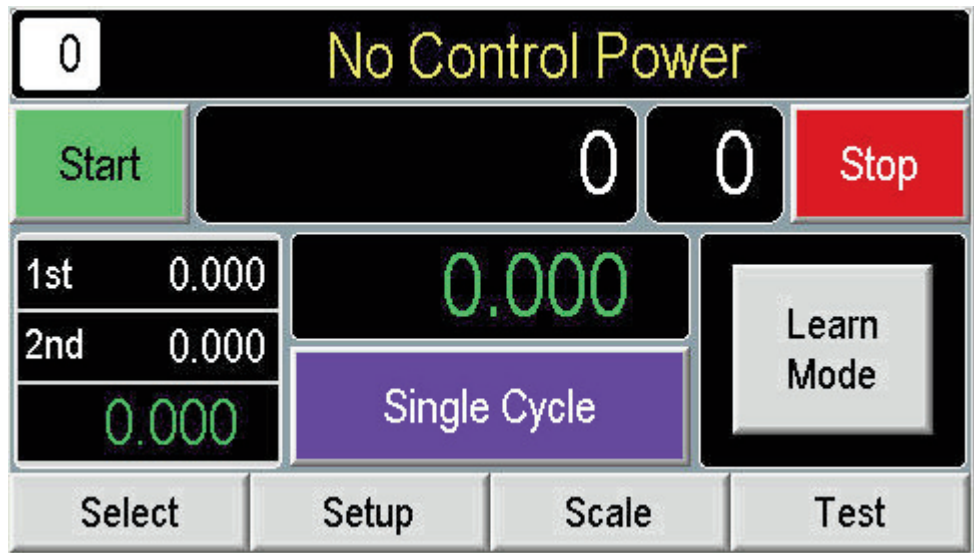 0 No Control Power
Start 0 0 Stop
1st 0.000
2nd 0.000
0.000
0.000
Single Cycle
Learn
Mode
Select Setup Scale Test